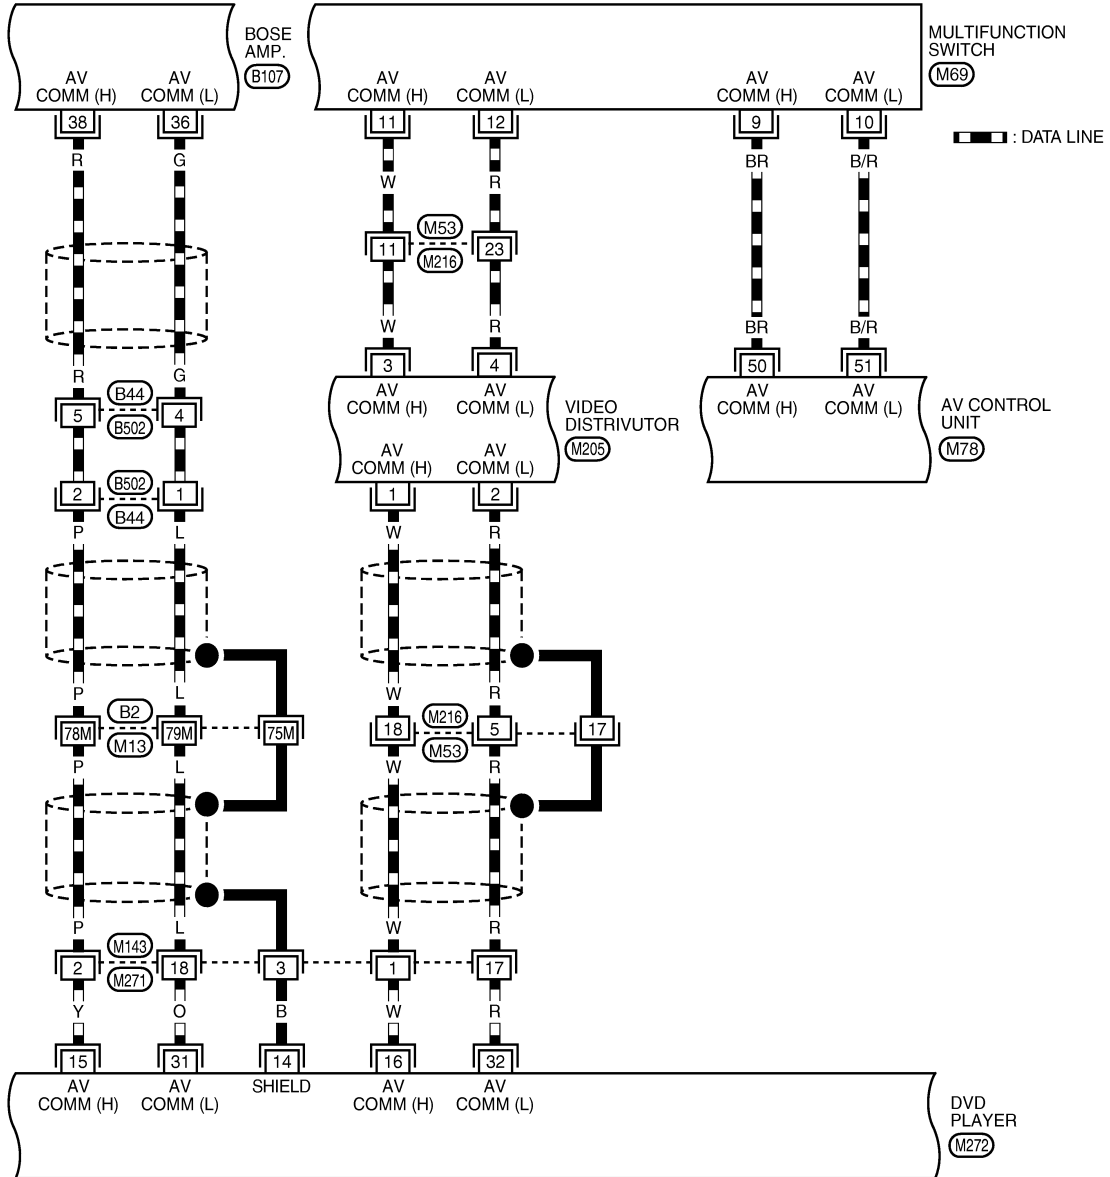 BOSE
AMP.
B107
MULTIFUNCTION
SWITCH
M69
AV
COMM (H)
AV
COMM (L)
AV
COMM (H)
AV
COMM (L)
AV
COMM (H)
AV
COMM (L)
38
36
11
12
9
10
: DATA LINE
R
G
W
R
BR
B/R
M53
11
23
M216
W
R
BR
B/R
3
4
50
51
R
G
AV
COMM (H)
AV
COMM (L)
AV
COMM (H)
AV
COMM (L)
B44
5
4
B502
VIDEO
DISTRIVUTOR
M205
AV CONTROL
UNIT
M78
AV
COMM (H)
AV
COMM (L)
B502
2
1
B44
1
2
P
L
W
R
P
L
W
R
B2
78M
79M
75M
M13
M216
18
5
17
M53
P
L
W
R
P
L
W
R
M143
2
18
3
1
17
M271
Y
O
B
W
R
15
31
14
16
32
AV
COMM (H)
AV
COMM (L)
SHIELD
AV
COMM (H)
AV
COMM (L)
DVD
PLAYER
M272